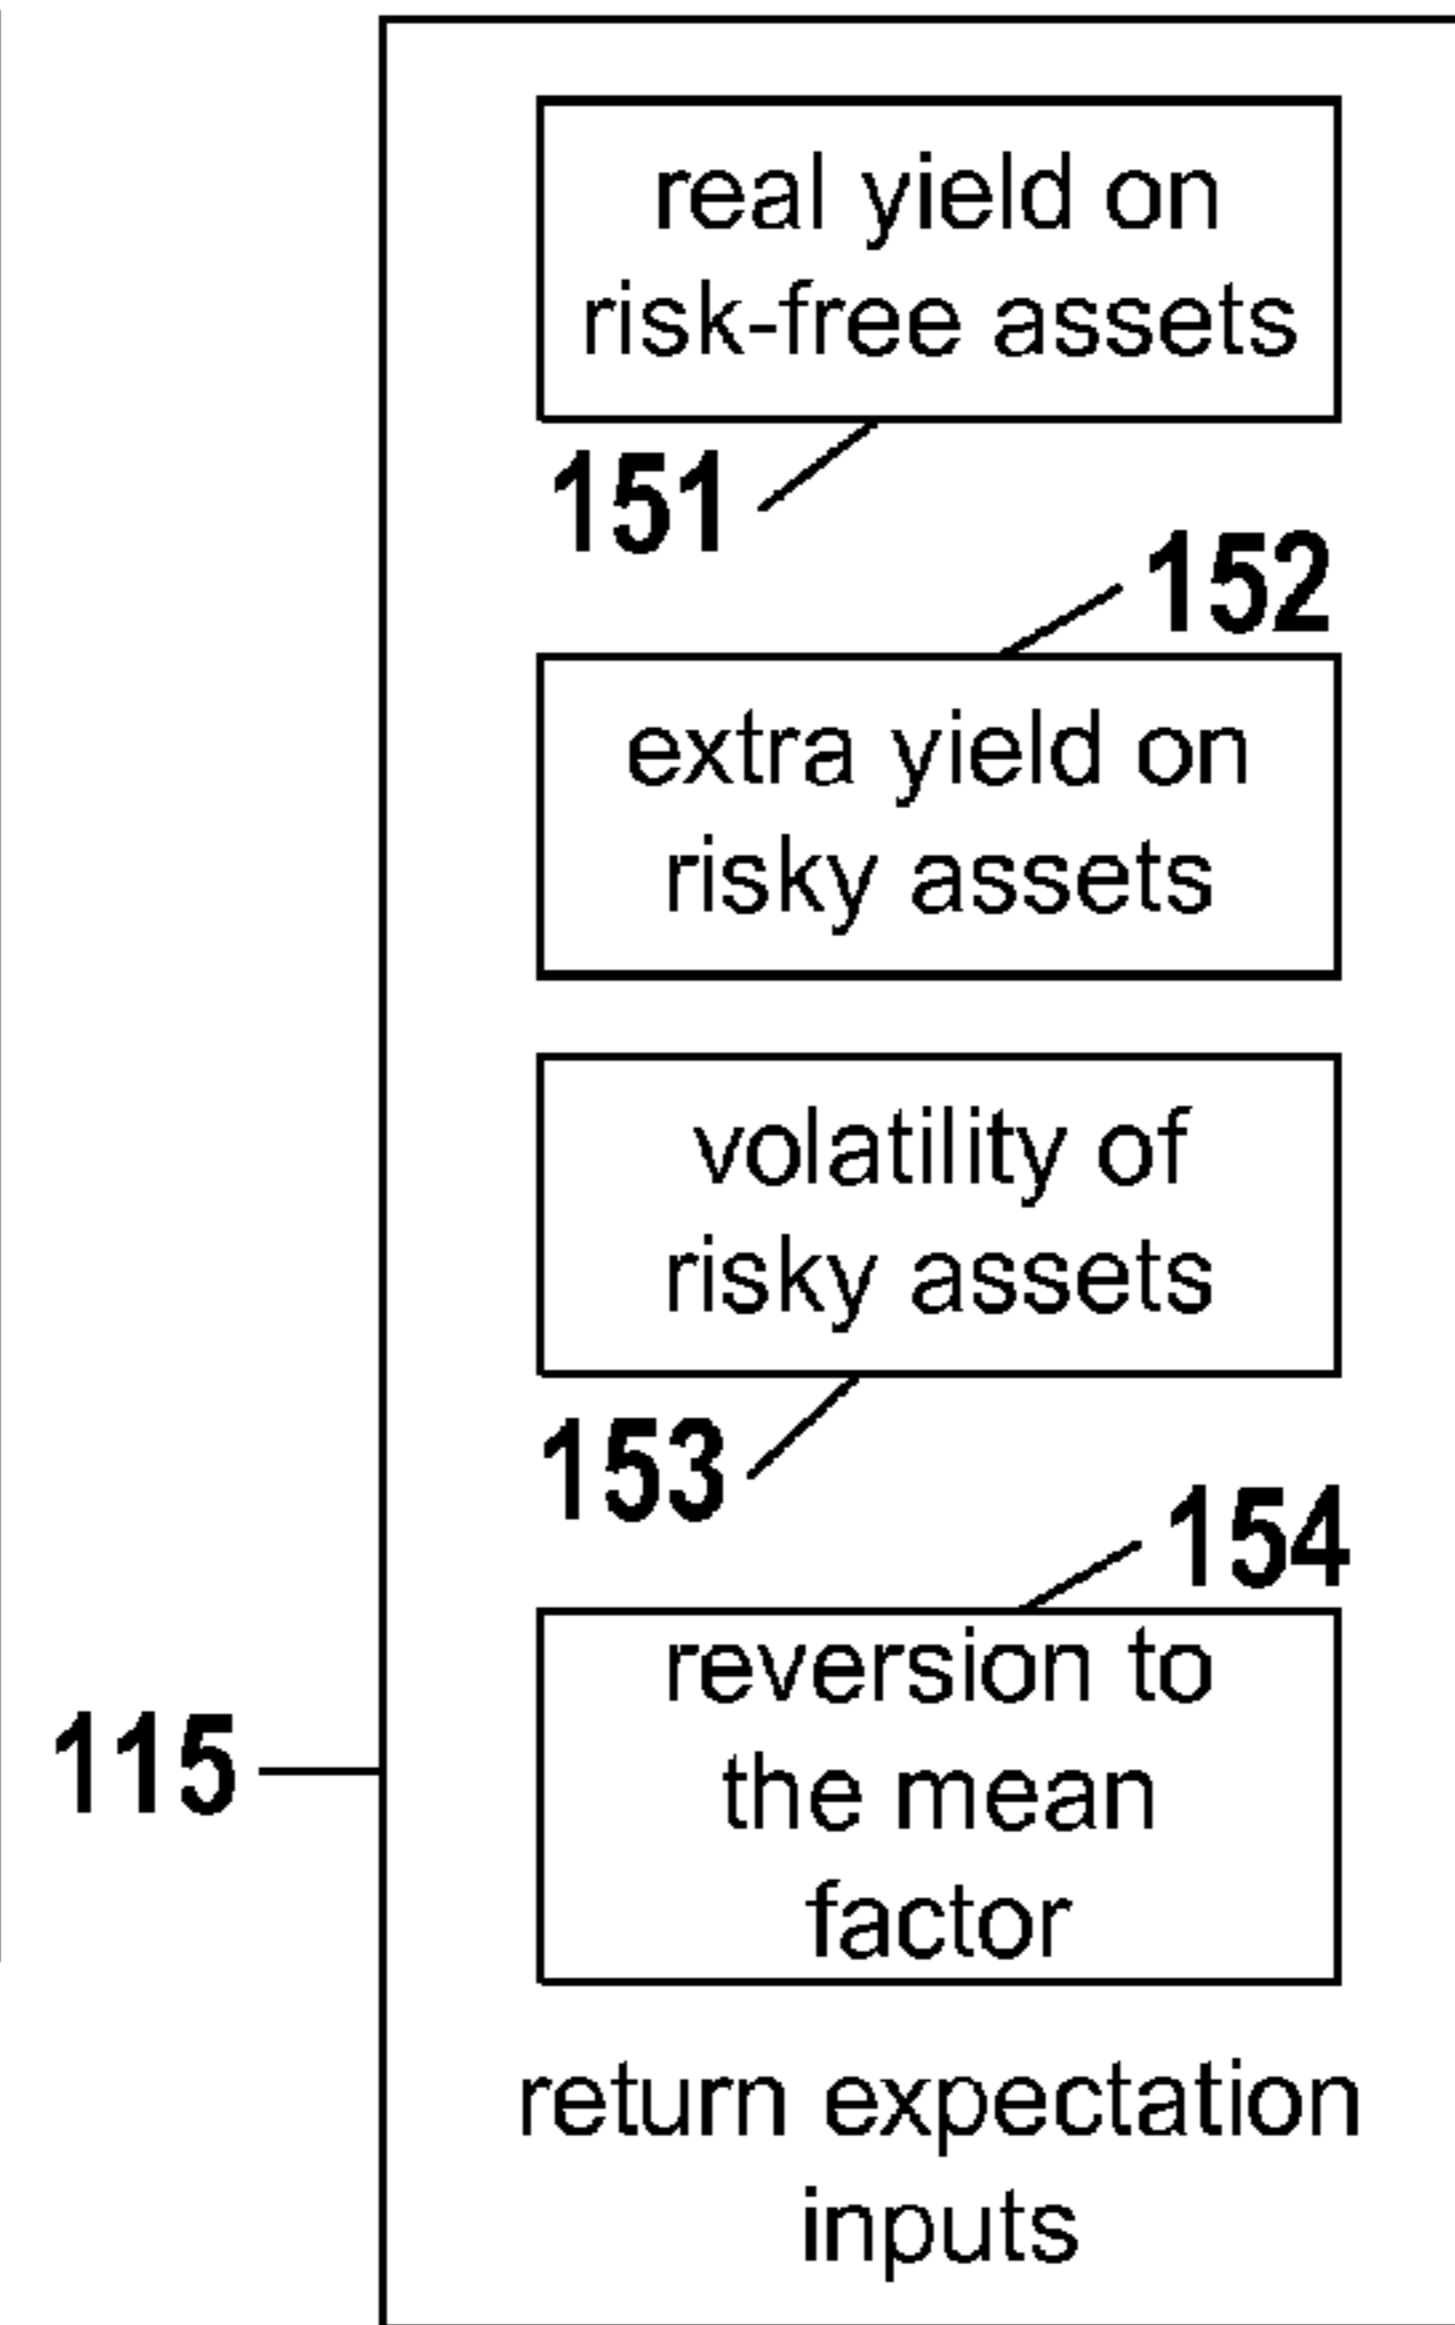 real yield on
risk-free assets
151
152
extra yield on
risky assets
volatility of
risky assets
153
154
reversion to
the mean
factor
115
return expectation
inputs